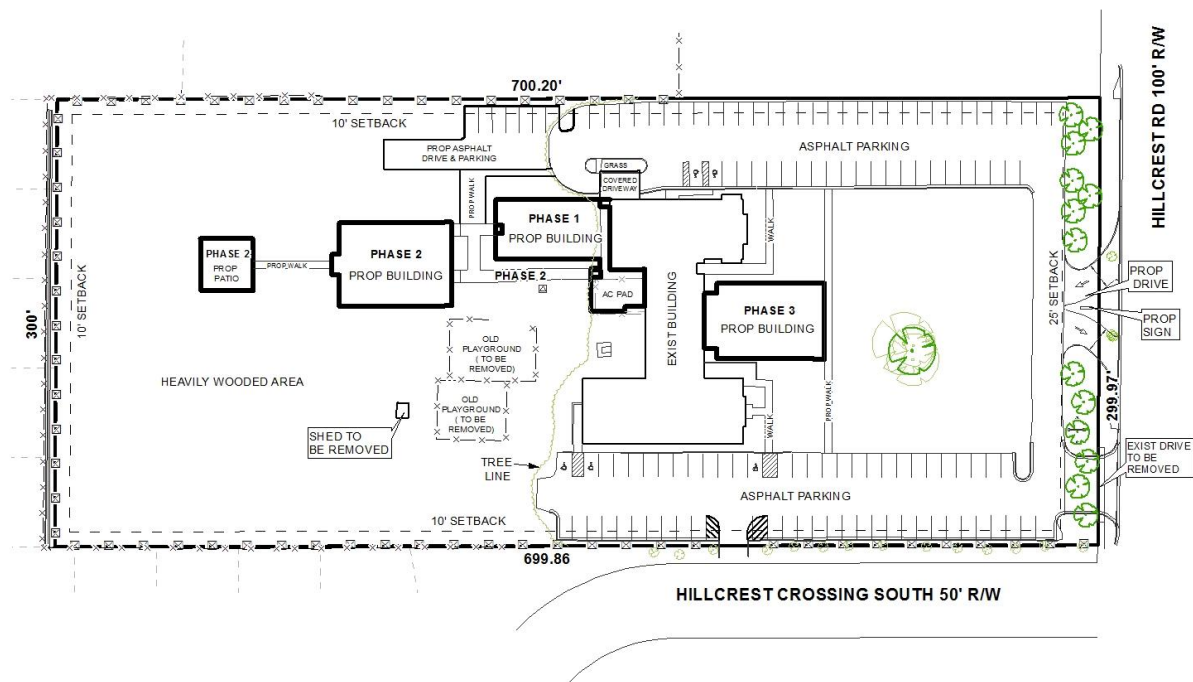 700.20'
10' SETBACK
PROP ASPHALT
DRIVE & PARKING
ASPHALT PARKING
GRASS
COVERED
DRIVEWAY
HILLCREST RD 100' R/W
PROP WALK
WALK
PHASE 1
PROP BUILDING
PHASE 2
PROP
PATIO
PROP WALK
PHASE 2
PROP BUILDING
PHASE 2
AC PAD
EXIST BUILDING
PHASE 3
PROP BUILDING
PROP
DRIVE
PROP
SIGN
25' SETBACK
10' SETBACK
300'
299.97'
OLD
PLAYGROUND
( TO BE
REMOVED)
OLD
PLAYGROUND
( TO BE
REMOVED)
HEAVILY WOODED AREA
SHED TO
BE REMOVED
PROP WALK
WALK
TREE
LINE
EXIST DRIVE
TO BE
REMOVED
ASPHALT PARKING
10' SETBACK
699.86
HILLCREST CROSSING SOUTH 50' R/W